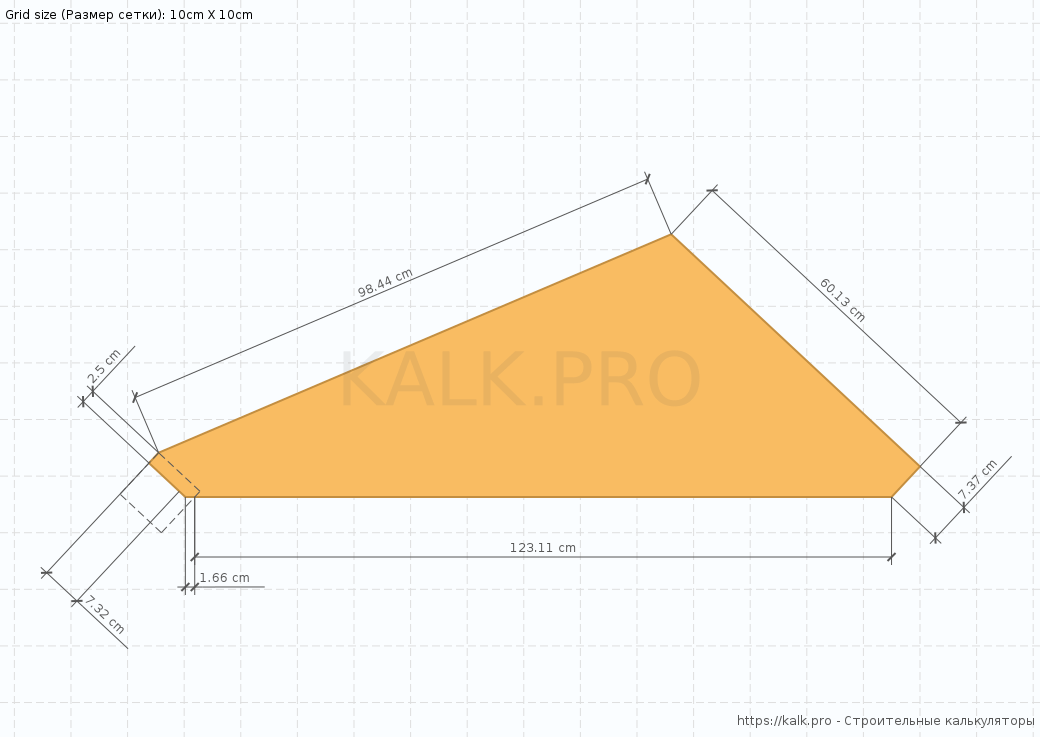 Grid size (Размер сетки): 10cm X 10cm
98.44 cm
60.13 cm
2.5 cm
KALK.PRO
7.37 cm
123.11 cm
1.66 cm
7.32 cm
https://kalk.pro - Строительные калькуляторы